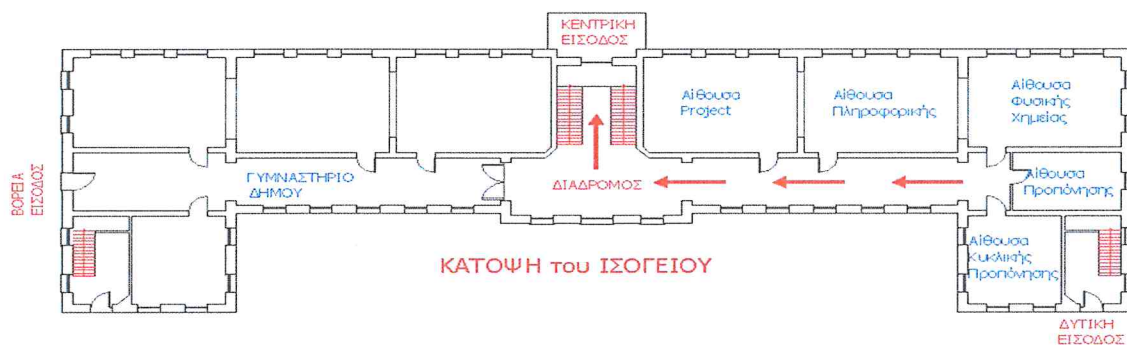 ΚΕΝΤΡΙΚΗ
ΕΙΣΟΔΟΣ
Αίθουσα
Project
Αίθουσα
Πληροφορικής
Αίθουσα
Φυσικής
Χημείας
ΒΟΡΕΙΑ
ΕΙΣΟΔΟΣ
ΓΥΜΝΑΣΤΗΡΙΟ
ΔΗΜΟΥ
ΔΙΑΔΡΟΜΟΣ
Αίθουσα
Προπόνησης
Αίθουσα
Κυκλικής
Προπόνησης
ΚΑΤΟΨΗ του ΙΣΟΓΕΙΟΥ
ΔΥΤΙΚΗ
ΕΙΣΟΔΟΣ